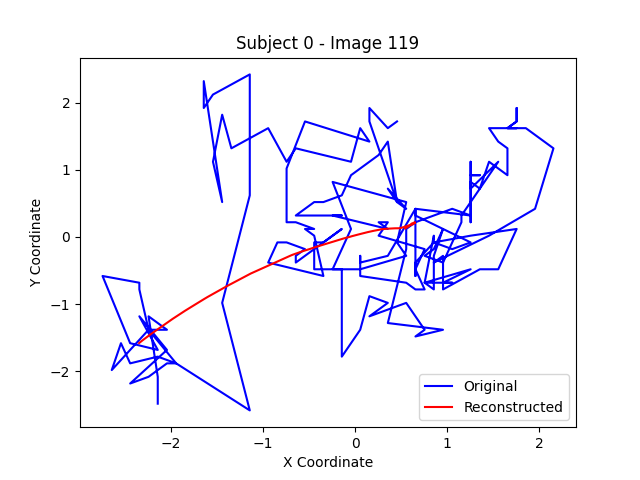 Subject 0 - Image 119
Y Coordinate
2
1
0
−1
−2
−2
−1
0
1
2
X Coordinate
Original
Reconstructed